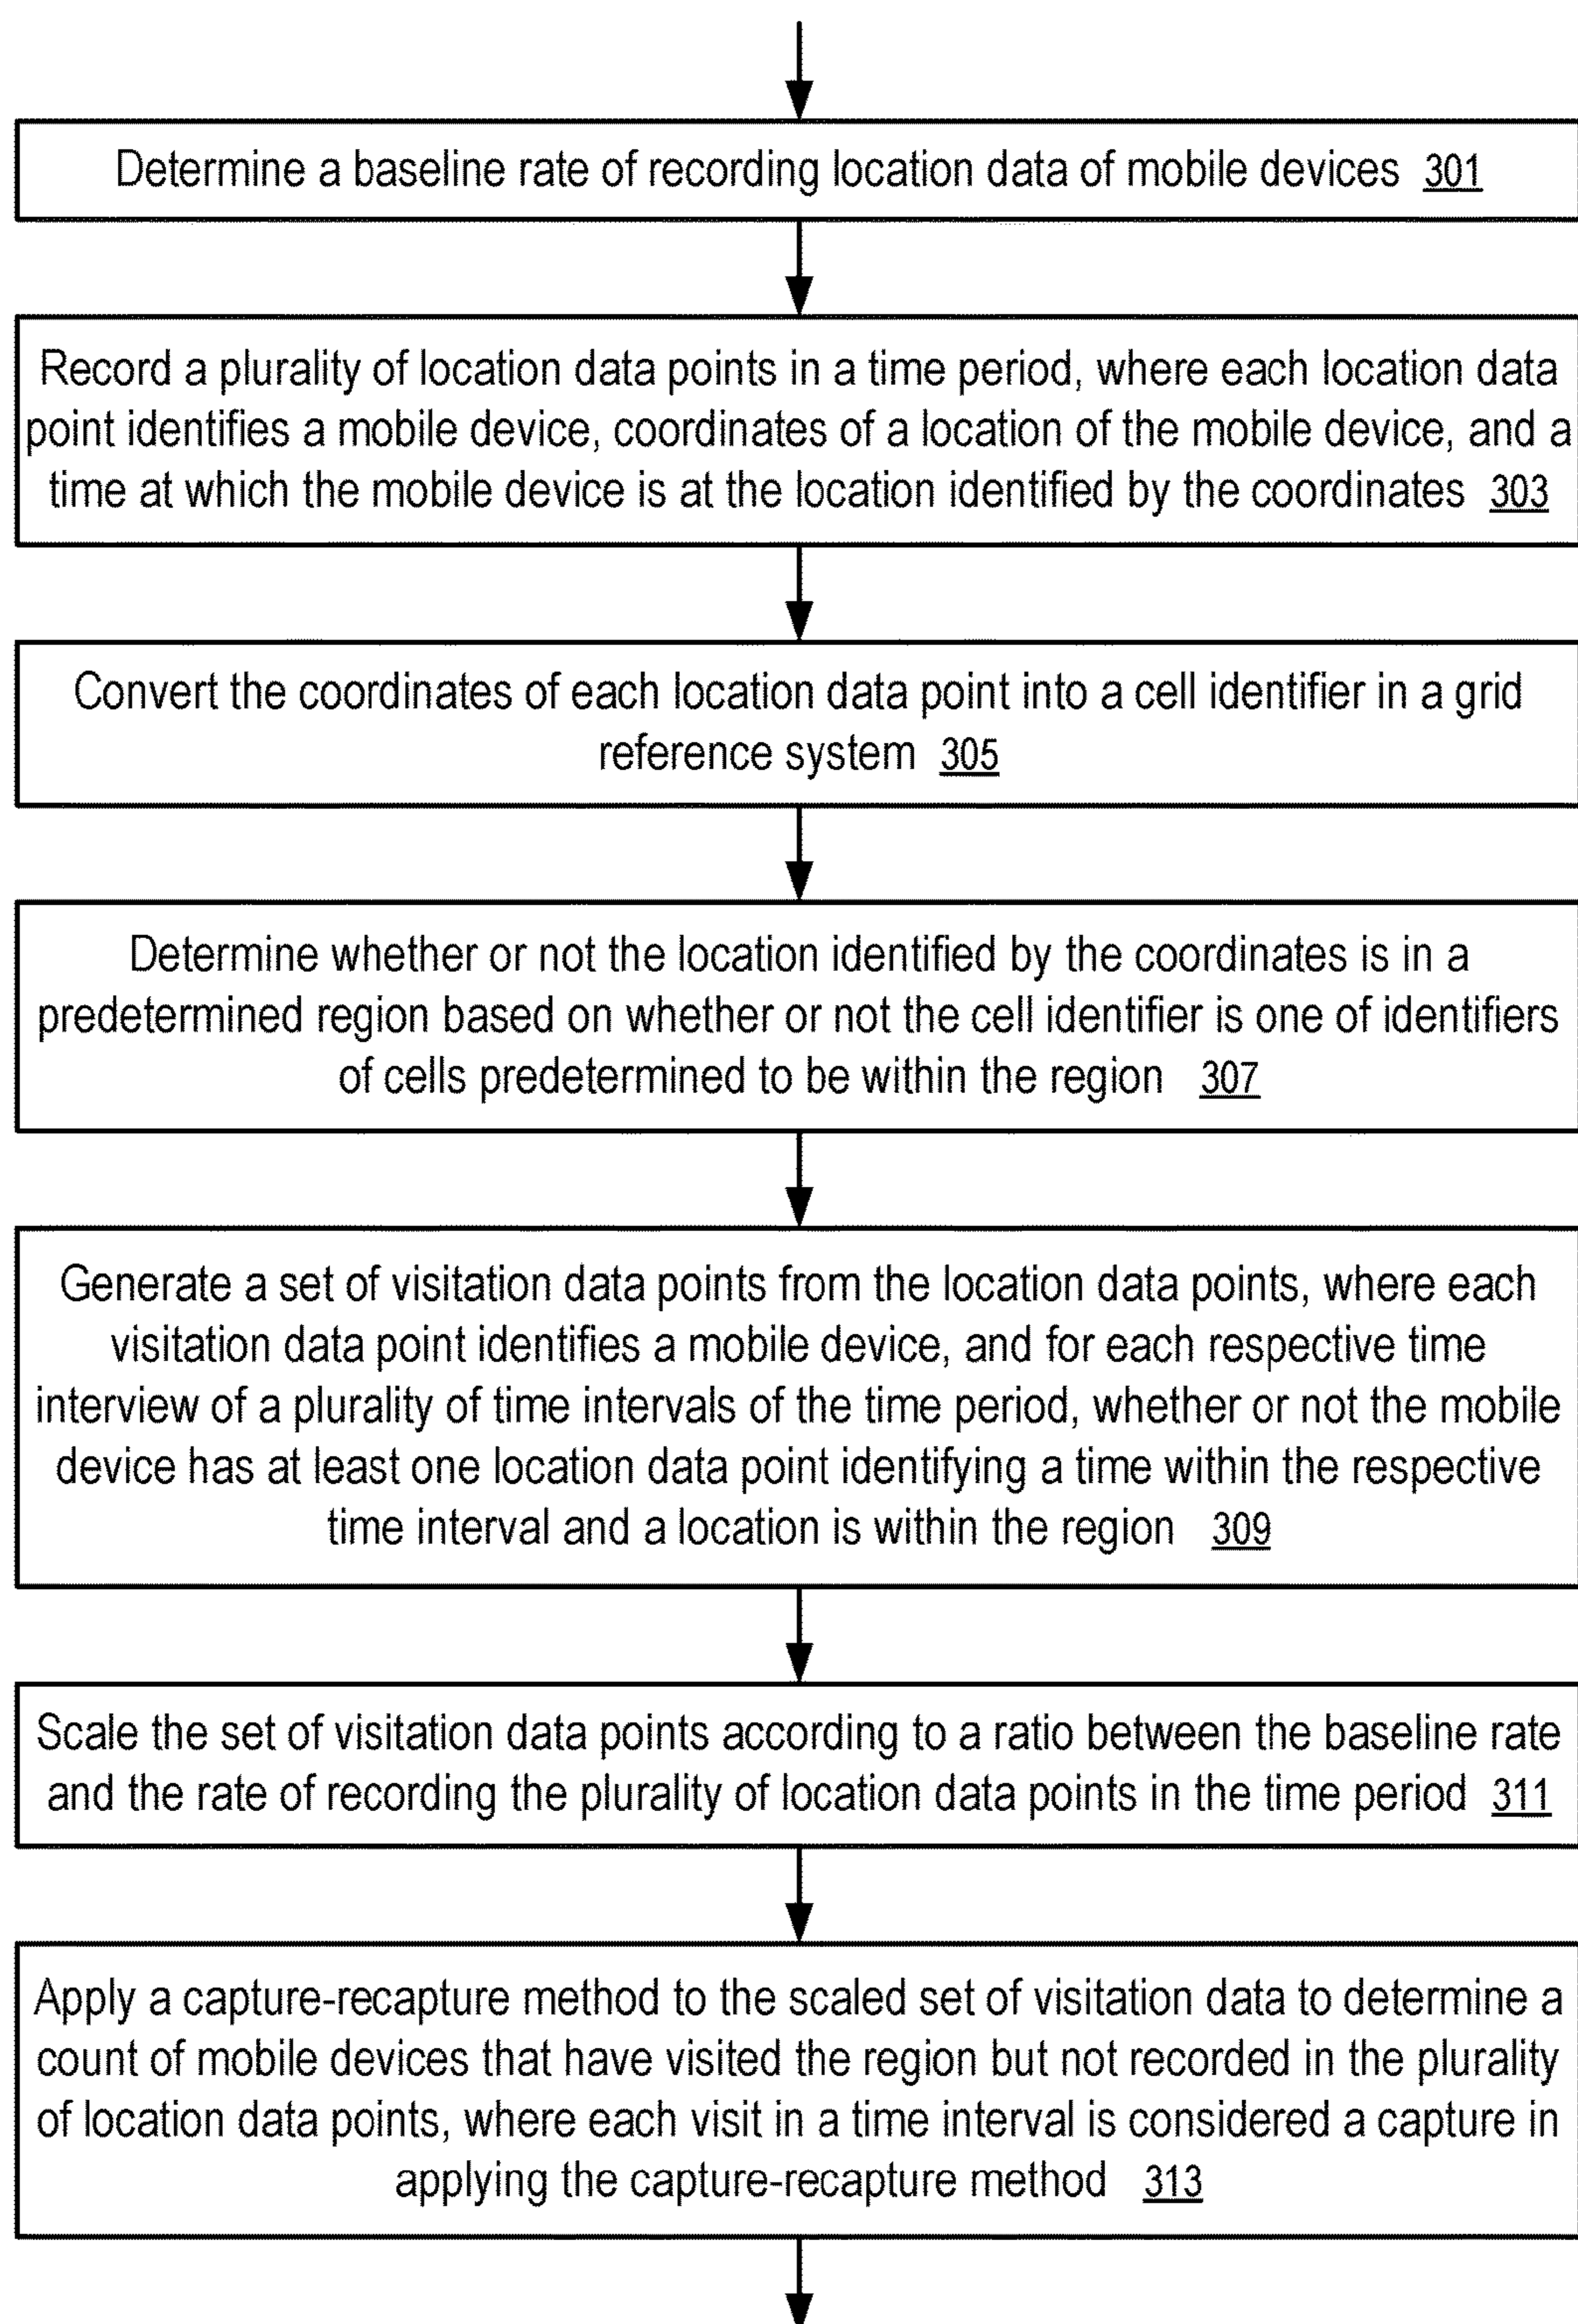 Determine a baseline rate of recording location data of mobile devices 301
Record a plurality of location data points in a time period, where each location data
point identifies a mobile device, coordinates of a location of the mobile device, and a
time at which the mobile device is at the location identified by the coordinates 303
Convert the coordinates of each location data point into a cell identifier in a grid
reference system 305
Determine whether or not the location identified by the coordinates is in a
predetermined region based on whether or not the cell identifier is one of identifiers
of cells predetermined to be within the region 307
Generate a set of visitation data points from the location data points, where each
visitation data point identifies a mobile device, and for each respective time
interview of a plurality of time intervals of the time period, whether or not the mobile
device has at least one location data point identifying a time within the respective
time interval and a location is within the region 309
Scale the set of visitation data points according to a ratio between the baseline rate
and the rate of recording the plurality of location data points in the time period 311
Apply a capture-recapture method to the scaled set of visitation data to determine a
count of mobile devices that have visited the region but not recorded in the plurality
of location data points, where each visit in a time interval is considered a capture in
applying the capture-recapture method 313